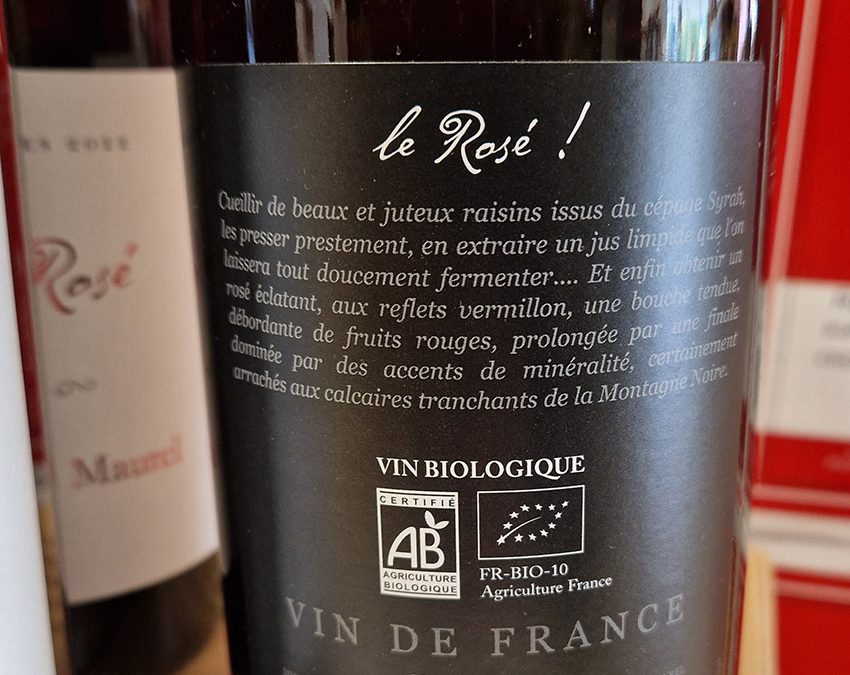 le Rosé !
Cueillir de beaux et juteux raisins issus du cépage Syrah,
les presser prestement, en extraire un jus limpide que l'on
laissera tout doucement fermenter.... Et enfin obtenir un
rosé éclatant, aux reflets vermillon, une bouche tendue,
débordante de fruits rouges, prolongée par une finale
dominée par des accents de minéralité, certainement
arrachés aux calcaires tranchants de la Montagne Noire.
VIN BIOLOGIQUE
CERTIFIÉ
AB
AGRICULTURE
BIOLOGIQUE
FR-BIO-10
Agriculture France
VIN DE FRANCE
2022
Rosé
Maurel